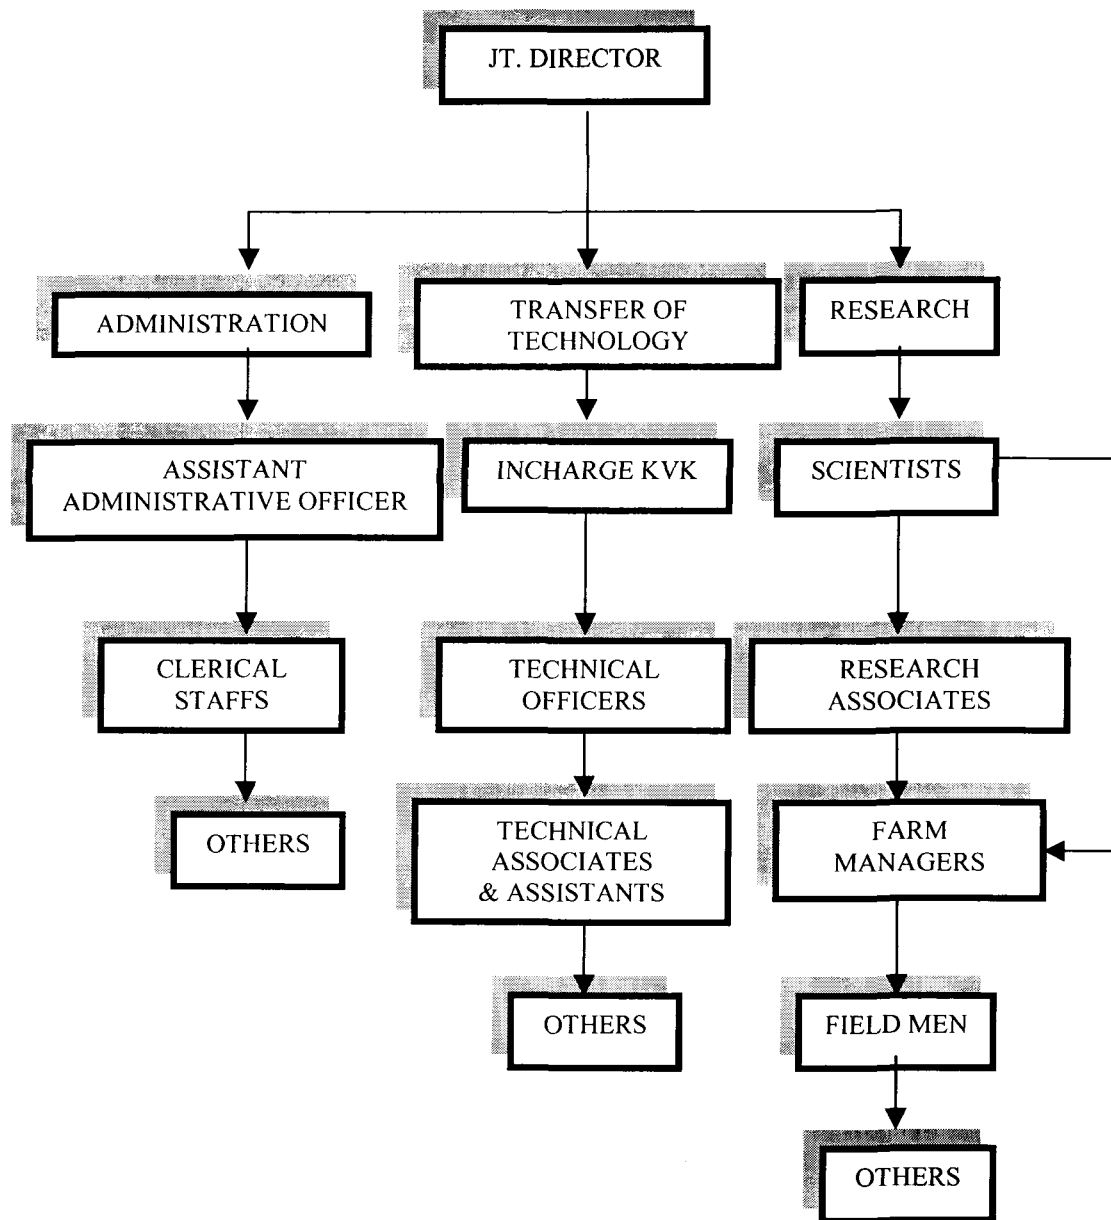 JT. DIRECTOR
ADMINISTRATION
TRANSFER OF
TECHNOLOGY
RESEARCH
ASSISTANT
ADMINISTRATIVE OFFICER
INCHARGE KVK
SCIENTISTS
CLERICAL
STAFFS
TECHNICAL
OFFICERS
RESEARCH
ASSOCIATES
OTHERS
TECHNICAL
ASSOCIATES
& ASSISTANTS
FARM
MANAGERS
OTHERS
FIELD MEN
OTHERS